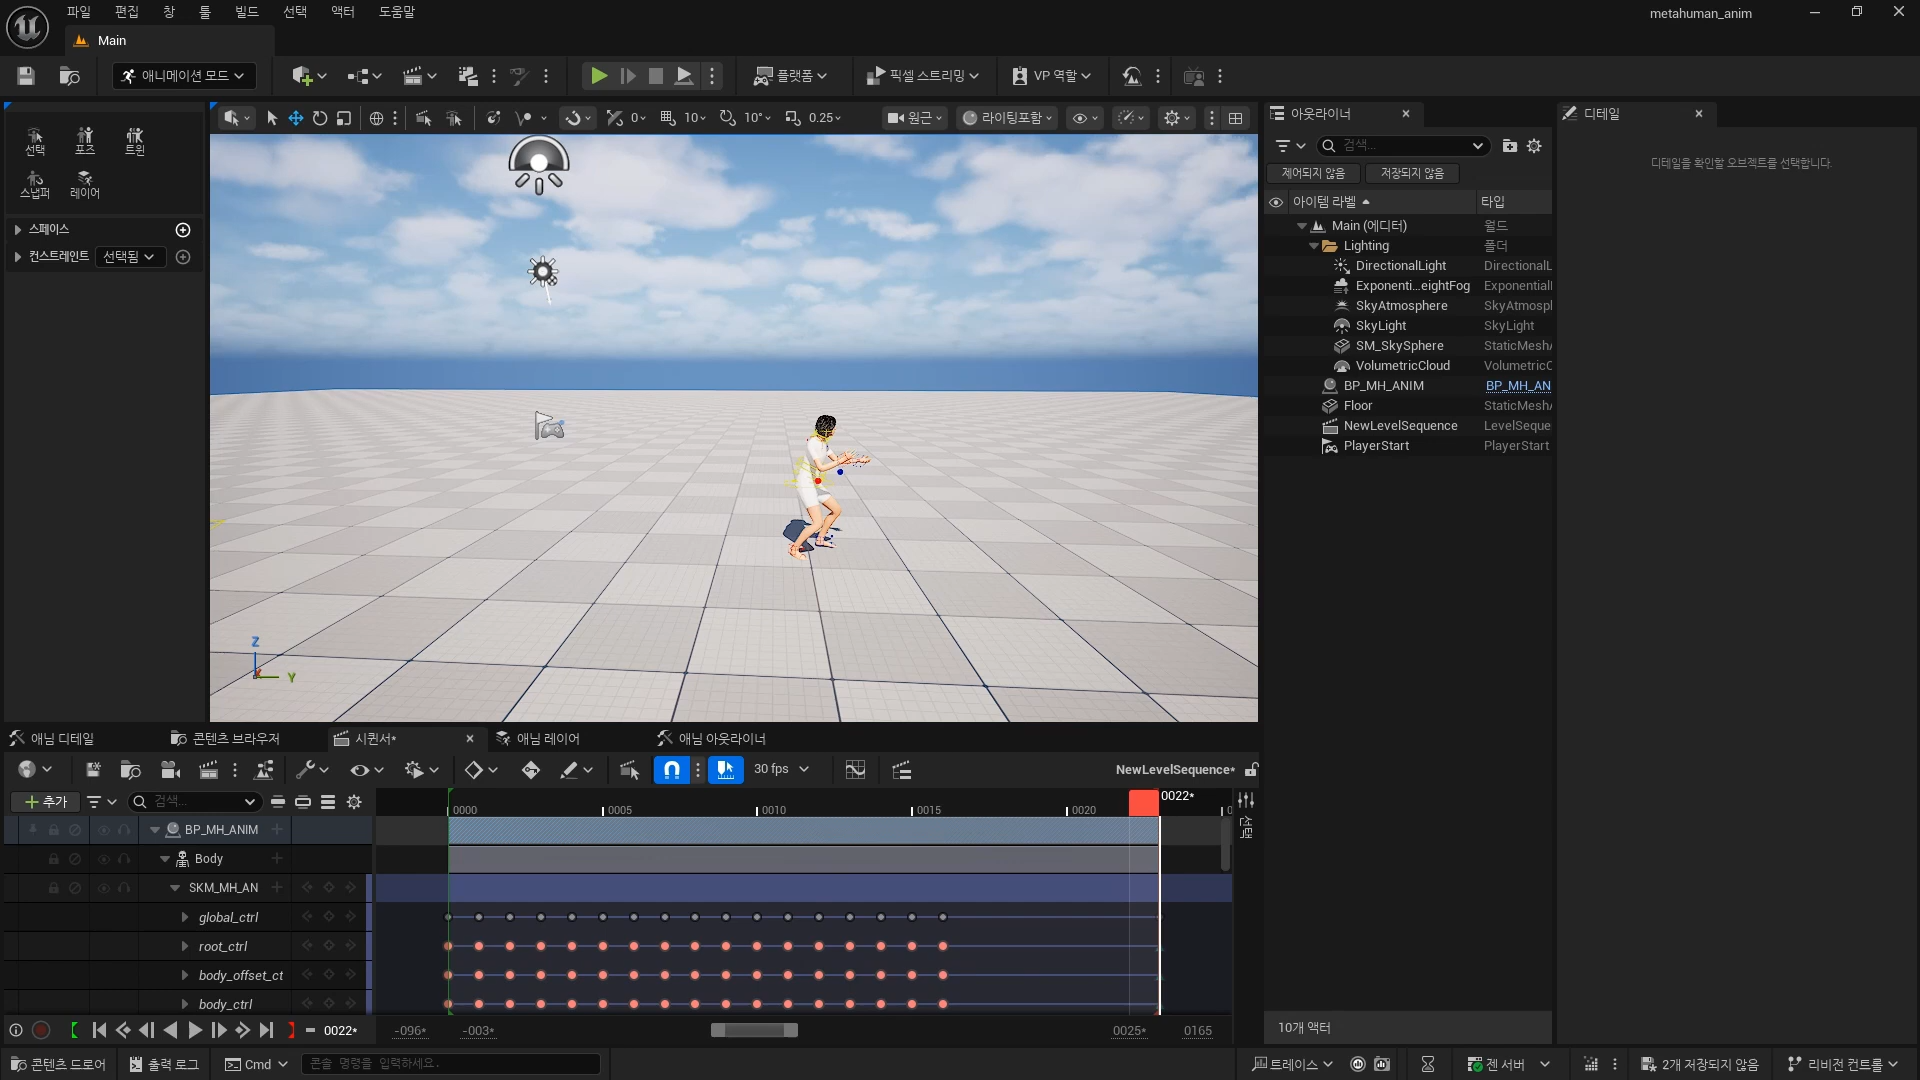 파일 편집 창 툴 빌드 선택 액터 도움말
metahuman_anim
Main
애니메이션 모드
플랫폼
픽셀 스트리밍
VP 역할
선택 포즈 트윈
스냅퍼 레이어
스페이스
컨스트레인트 선택됨
0 10 10° 0.25
원근
라이팅포함
Z
X
Y
아웃라이너
검색...
제어되지 않음 저장되지 않음
아이템 라벨 타입
Main (에디터) 월드
Lighting 폴더
DirectionalLight DirectionalL
Exponenti...eightFog Exponential
SkyAtmosphere SkyAtmosp
SkyLight SkyLight
SM_SkySphere StaticMesh
VolumetricCloud VolumetricC
BP_MH_ANIM BP_MH_AN
Floor StaticMesh
NewLevelSequence LevelSeque
PlayerStart PlayerStart
10개 액터
디테일
디테일을 확인할 오브젝트를 선택합니다.
애님 디테일 콘텐츠 브라우저 시퀀서* 애님 레이어 애님 아웃라이너
30 fps
NewLevelSequence*
추가 검색...
0000 0005 0010 0015 0020 0022*
선택
BP_MH_ANIM
Body
SKM_MH_AN
global_ctrl
root_ctrl
body_offset_ct
body_ctrl
0022* -096* -003* 0025* 0165
콘텐츠 드로어 출력 로그 Cmd 콘솔 명령을 입력하세요.
트레이스 젠 서버 2개 저장되지 않음 리비전 컨트롤